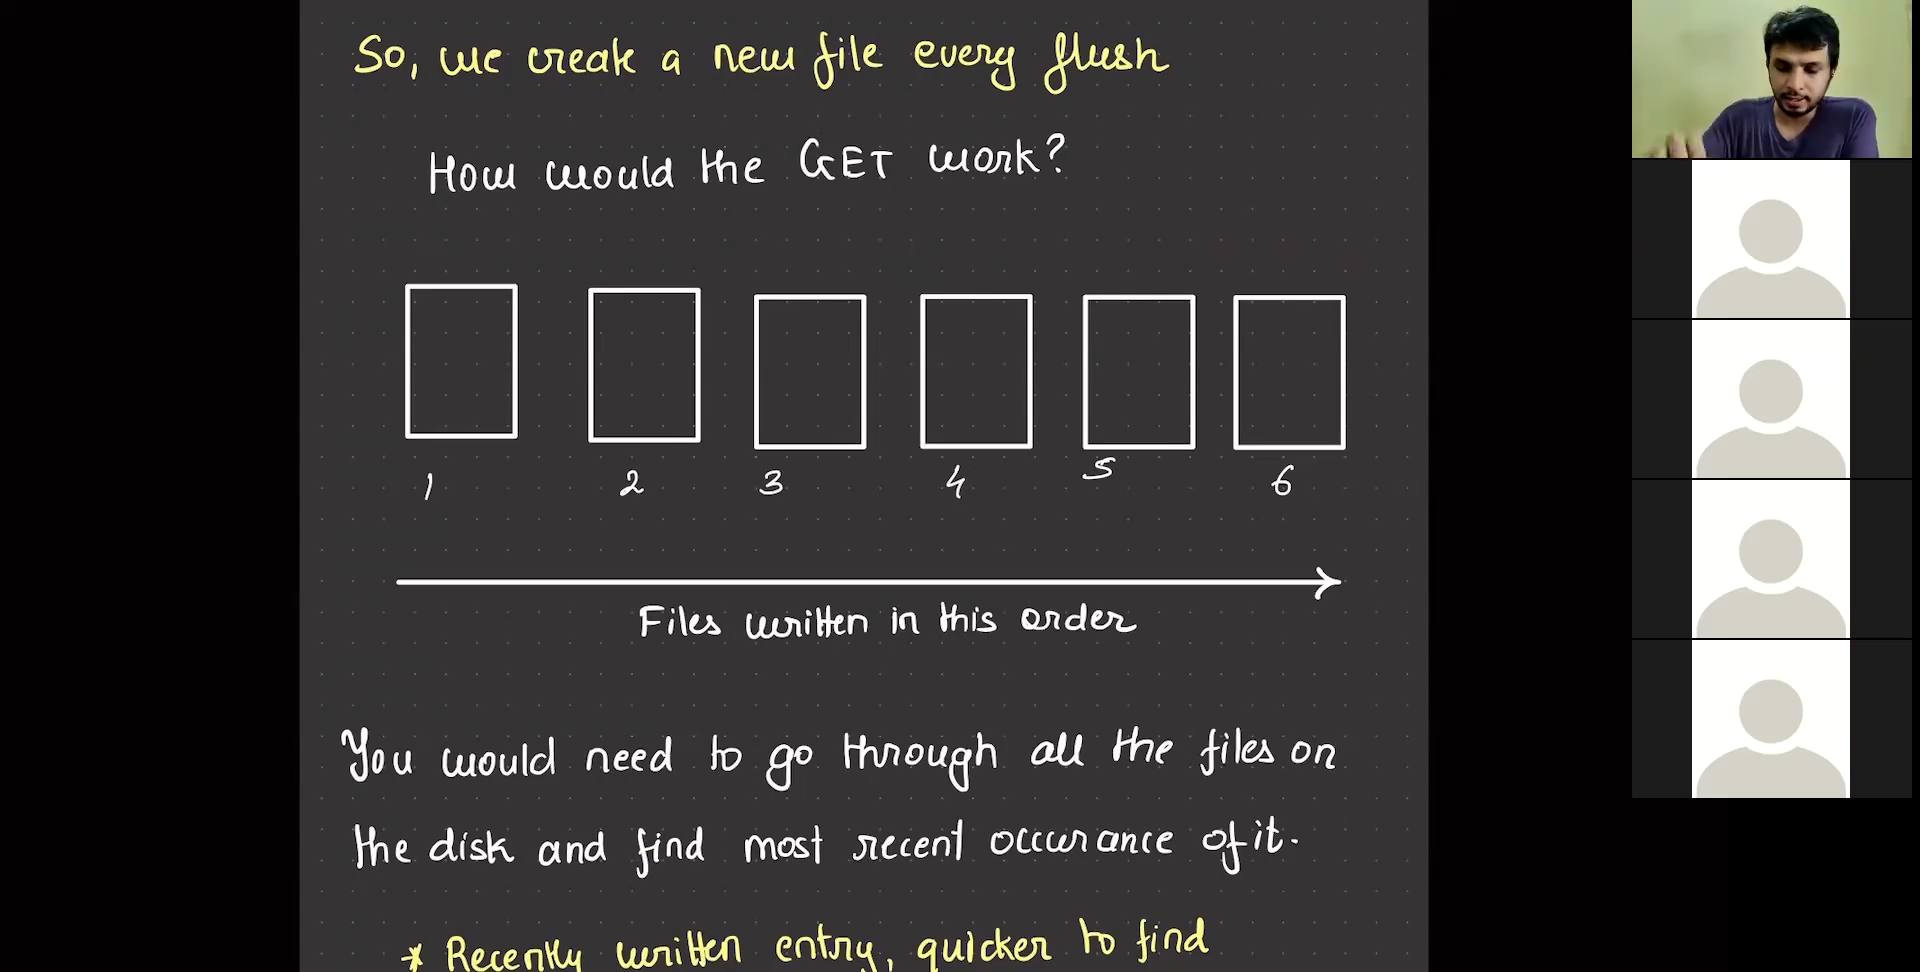 So, we create a new file every flush
How would the GET work?
1 2 3 4 5 6
Files written in this order
You would need to go through all the files on
the disk and find most recent occurance of it.
* Recently written entry, quicker to find